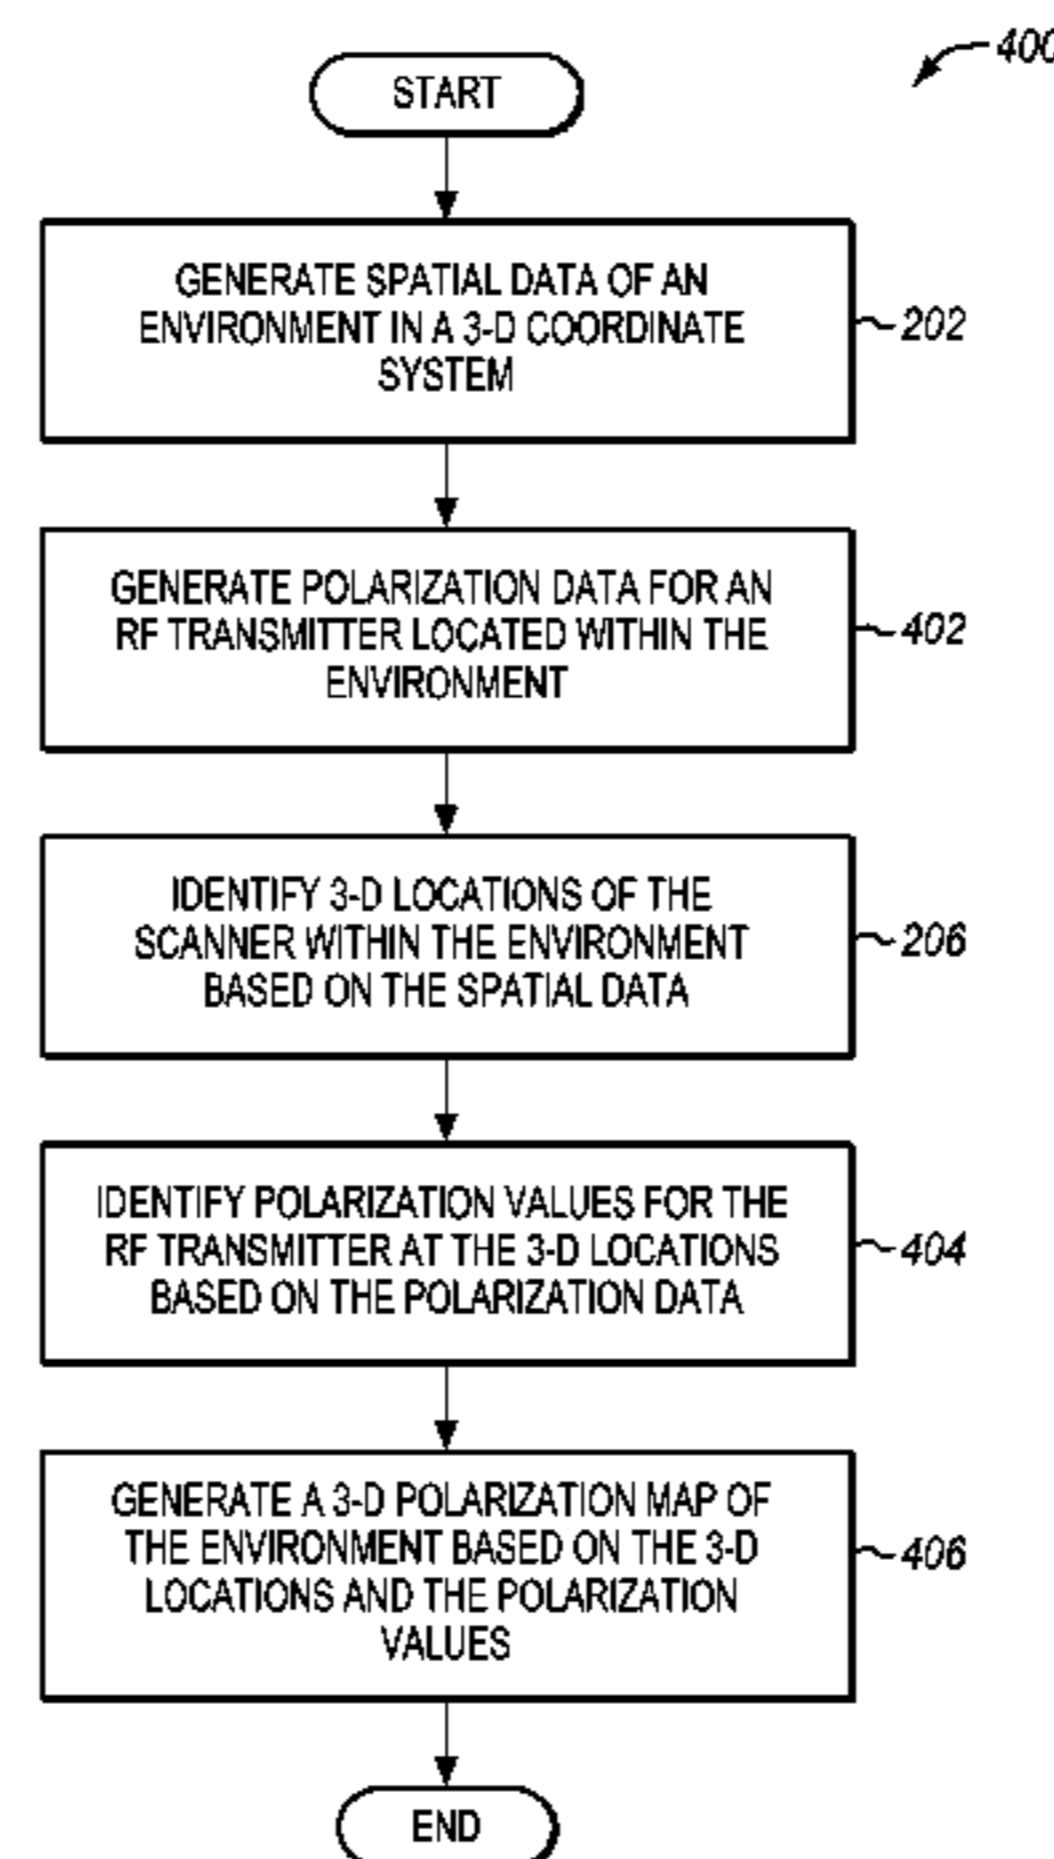 400
START
GENERATE SPATIAL DATA OF AN
ENVIRONMENT IN A 3-D COORDINATE
SYSTEM
202
GENERATE POLARIZATION DATA FOR AN
RF TRANSMITTER LOCATED WITHIN THE
ENVIRONMENT
402
IDENTIFY 3-D LOCATIONS OF THE
SCANNER WITHIN THE ENVIRONMENT
BASED ON THE SPATIAL DATA
206
IDENTIFY POLARIZATION VALUES FOR THE
RF TRANSMITTER AT THE 3-D LOCATIONS
BASED ON THE POLARIZATION DATA
404
GENERATE A 3-D POLARIZATION MAP OF
THE ENVIRONMENT BASED ON THE 3-D
LOCATIONS AND THE POLARIZATION
VALUES
406
END